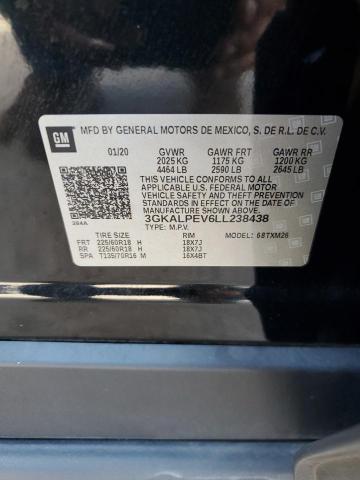 GM
MFD BY GENERAL MOTORS DE MEXICO, S. DE R.L. DE C.V.
01/20 GVWR GAWR FRT GAWR RR
2025 KG 1175 KG 1200 KG
4464 LB 2590 LB 2645 LB
THIS VEHICLE CONFORMS TO ALL
APPLICABLE U.S. FEDERAL MOTOR
VEHICLE SAFETY AND THEFT PREVENTION
STANDARDS IN EFFECT ON THE DATE OF
MANUFACTURE SHOWN ABOVE.
3GKALPEV6LL238438
TYPE: M.P.V.
TIRE SIZE RIM MODEL: 68TXM26
FRT 225/60R18 H 18X7J
RR 225/60R18 H 18X7J
SPA T135/70R16 M 16X4BT